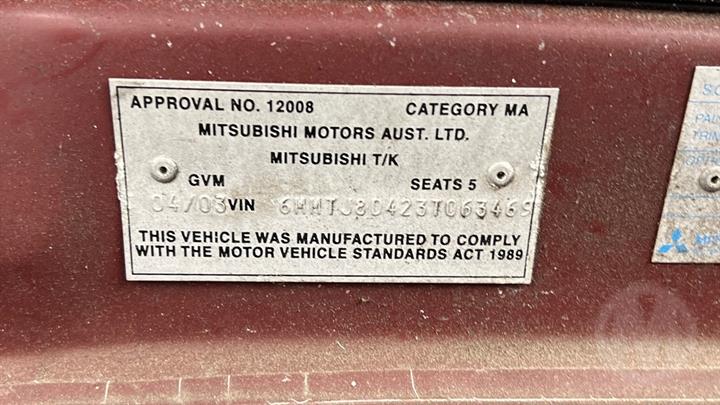 APPROVAL NO. 12008 CATEGORY MA
MITSUBISHI MOTORS AUST. LTD.
MITSUBISHI T/K
GVM SEATS 5
04/03 VIN 6MMTJ8D423T063469
THIS VEHICLE WAS MANUFACTURED TO COMPLY
WITH THE MOTOR VEHICLE STANDARDS ACT 1989